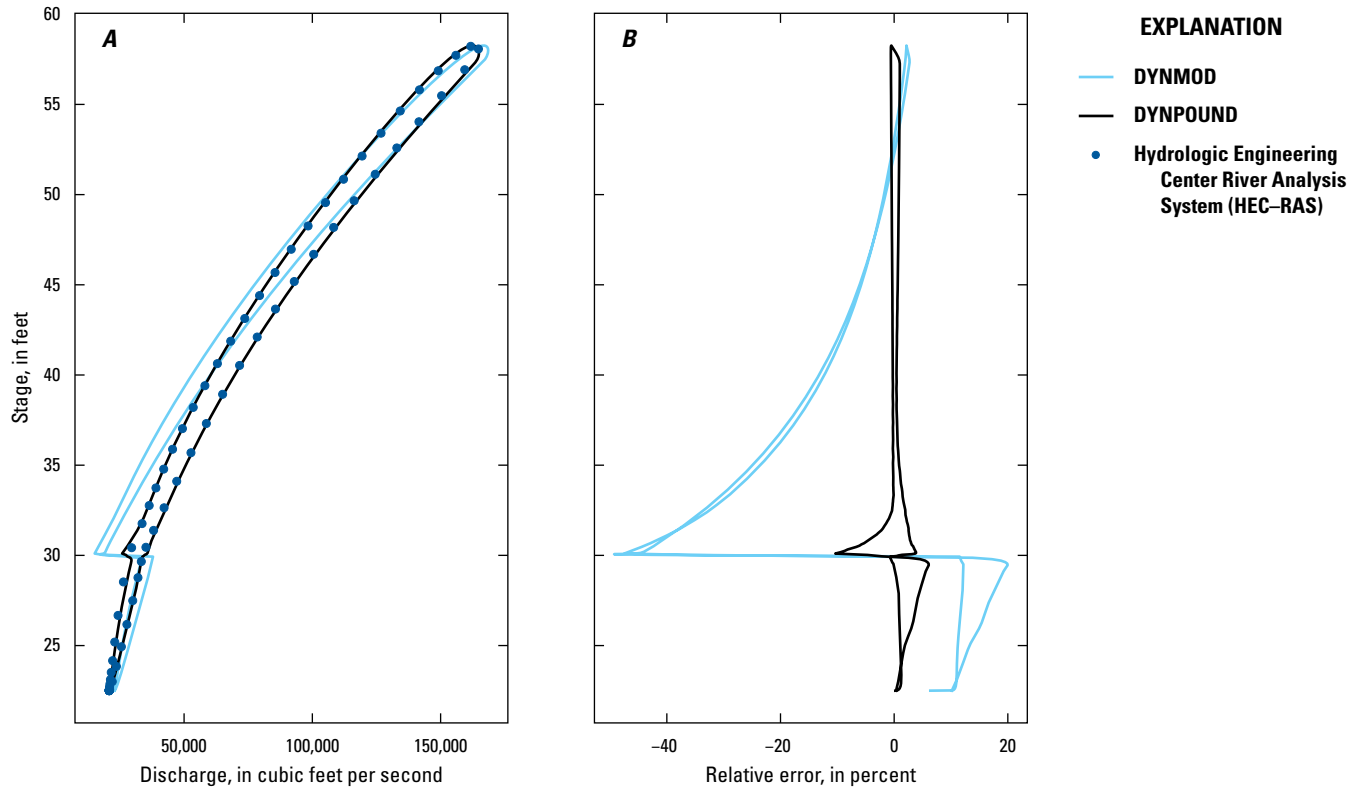 A
B
60
55
50
45
40
35
30
25
Stage, in feet
50,000
100,000
150,000
Discharge, in cubic feet per second
−40
−20
0
20
Relative error, in percent
EXPLANATION
DYNMOD
DYNPOUND
Hydrologic Engineering
Center River Analysis
System (HEC–RAS)